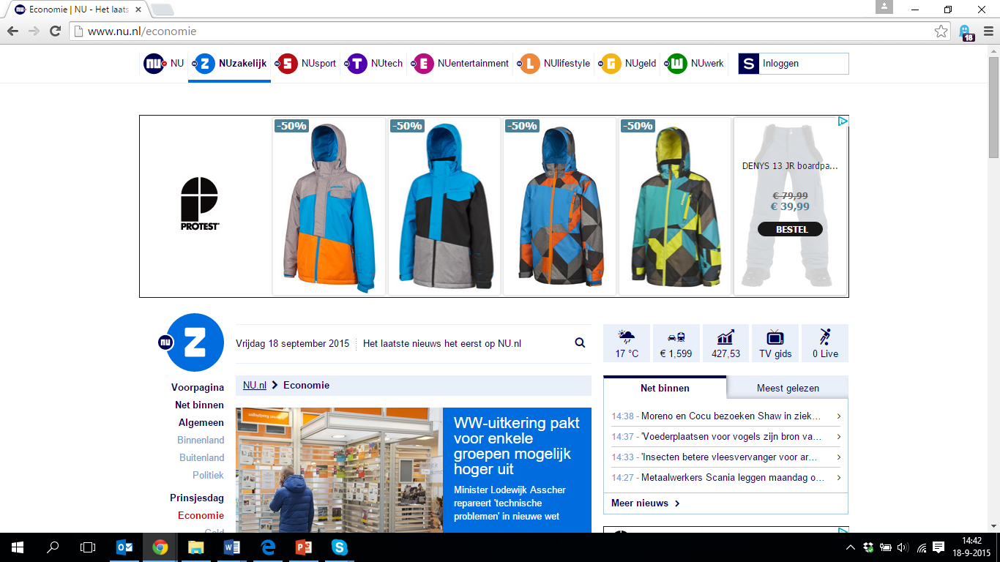 Economie | NU - Het laats
www.nu.nl/economie
18
nu NU
Z NUzakelijk
S NUsport
T NUtech
E NUentertainment
L NUlifestyle
G NUgeld
W NUwerk
S Inloggen
-50%
-50%
-50%
-50%
PROTEST
DENYS 13 JR boardpa...
€ 79,99
€ 39,99
BESTEL
nu Z
Vrijdag 18 september 2015
Het laatste nieuws het eerst op NU.nl
17 °C
€ 1,599
427,53
TV gids
0 Live
Voorpagina
Net binnen
Algemeen
Binnenland
Buitenland
Politiek
Prinsjesdag
Economie
Geld
NU.nl > Economie
WW-uitkering pakt
voor enkele
groepen mogelijk
hoger uit
Minister Lodewijk Asscher
repareert 'technische
problemen' in nieuwe wet
Net binnen
Meest gelezen
14:38 - Moreno en Cocu bezoeken Shaw in ziek...
14:37 - 'Voederplaatsen voor vogels zijn bron va...
14:33 - 'Insecten betere vleesvervanger voor ar...
14:27 - Metaalwerkers Scania leggen maandag o...
Meer nieuws
14:42
18-9-2015